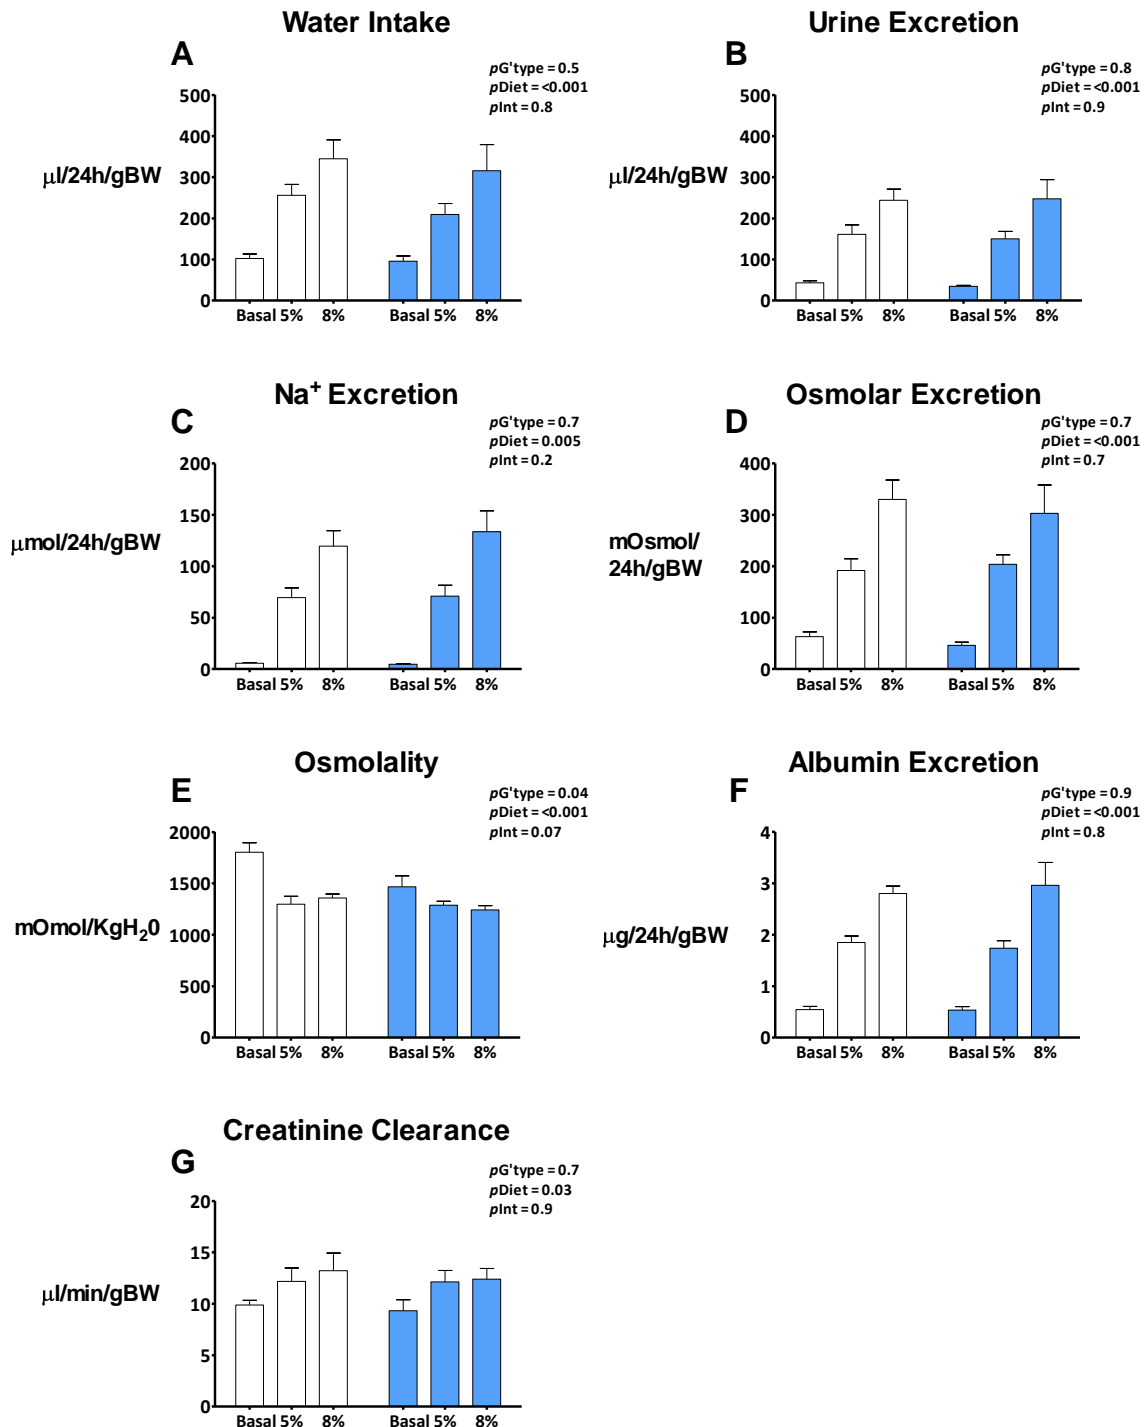 Water Intake
A
pG'type = 0.5
pDiet = <0.001
pInt = 0.8
500
400
300
200
100
0
μl/24h/gBW
Basal 5% 8% Basal 5% 8%
Urine Excretion
B
pG'type = 0.8
pDiet = <0.001
pInt = 0.9
500
400
300
200
100
0
μl/24h/gBW
Basal 5% 8% Basal 5% 8%
Na⁺ Excretion
C
pG'type = 0.7
pDiet = 0.005
pInt = 0.2
200
150
100
50
0
μmol/24h/gBW
Basal 5% 8% Basal 5% 8%
Osmolar Excretion
D
pG'type = 0.7
pDiet = <0.001
pInt = 0.7
400
300
200
100
0
mOsmol/
24h/gBW
Basal 5% 8% Basal 5% 8%
Osmolality
E
pG'type = 0.04
pDiet = <0.001
pInt = 0.07
2000
1500
1000
500
0
mOmol/KgH₂0
Basal 5% 8% Basal 5% 8%
Albumin Excretion
F
pG'type = 0.9
pDiet = <0.001
pInt = 0.8
4
3
2
1
0
μg/24h/gBW
Basal 5% 8% Basal 5% 8%
Creatinine Clearance
G
pG'type = 0.7
pDiet = 0.03
pInt = 0.9
20
15
10
5
0
μl/min/gBW
Basal 5% 8% Basal 5% 8%